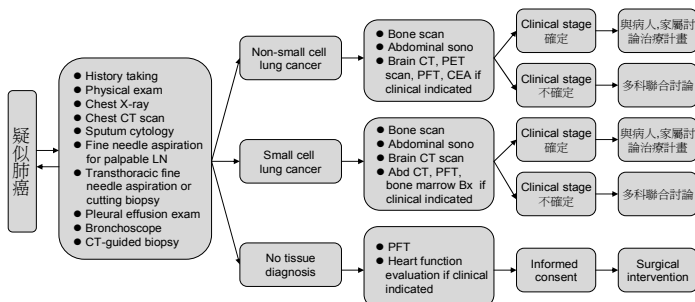 疑似肺癌
● History taking
● Physical exam
● Chest X-ray
● Chest CT scan
● Sputum cytology
● Fine needle aspiration
for palpable LN
● Transthoracic fine
needle aspiration or
cutting biopsy
● Pleural effusion exam
● Bronchoscope
● CT-guided biopsy
Non-small cell
lung cancer
● Bone scan
● Abdominal sono
● Brain CT, PET
scan, PFT, CEA if
clinical indicated
Clinical stage
確定
與病人,家屬討
論治療計畫
Clinical stage
不確定
多科聯合討論
Small cell
lung cancer
● Bone scan
● Abdominal sono
● Brain CT scan
● Abd CT, PFT,
bone marrow Bx if
clinical indicated
Clinical stage
確定
與病人,家屬討
論治療計畫
Clinical stage
不確定
多科聯合討論
No tissue
diagnosis
● PFT
● Heart function
evaluation if clinical
indicated
Informed
consent
Surgical
intervention